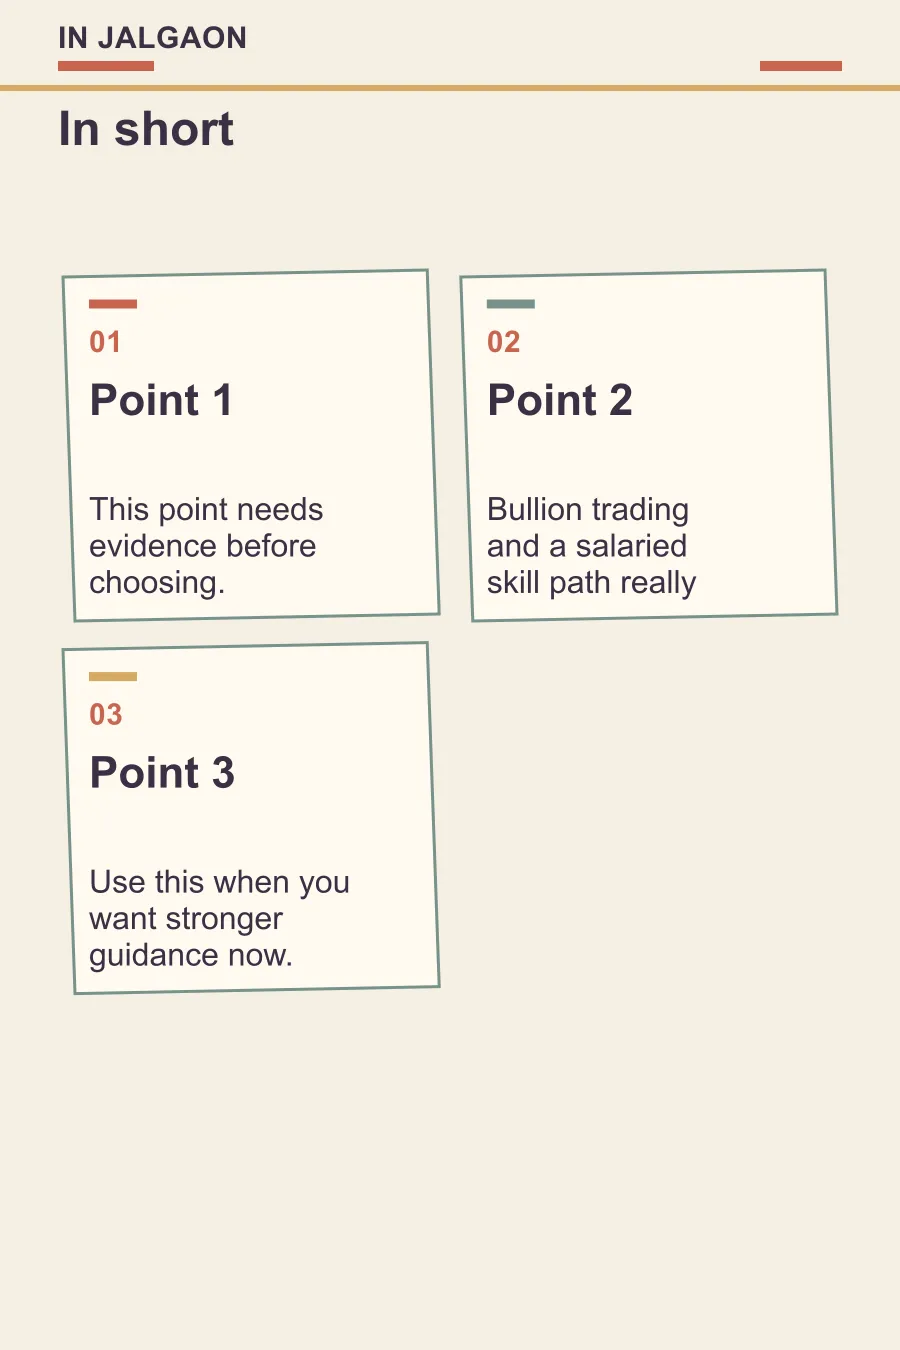 IN JALGAON
In short
01
Point 1
This point needs
evidence before
choosing.
02
Point 2
Bullion trading
and a salaried
skill path really
03
Point 3
Use this when you
want stronger
guidance now.